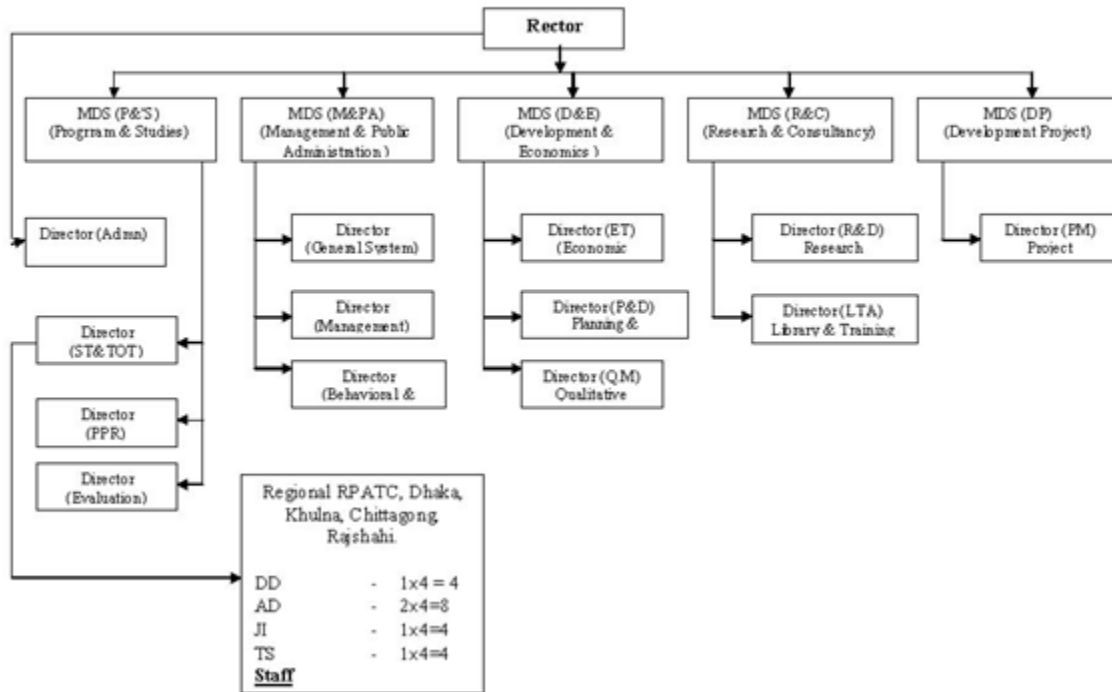 Rector
MDS (P&'S)
(Program & Studies)
MDS (M&PA)
(Management & Public
Administration )
MDS (D&E)
(Development &
Economics )
MDS (R&C)
(Research & Consultancy)
MDS (DP)
(Development Project)
Director (Admn)
Director
(ST&TOT)
Director
(PPR)
Director
(Evaluation)
Director
(General System)
Director
(Management)
Director
(Behavioral &
Director (ET)
(Economic
Director (P&D)
Planning &
Director (QM)
Qualitative
Director (R&D)
Research
Director (LTA)
Library & Training
Director (PM)
Project
Regional RPATC, Dhaka,
Khulna, Chittagong,
Rajshahi.
DD - 1x4 = 4
AD - 2x4=8
JI - 1x4=4
TS - 1x4=4
Staff